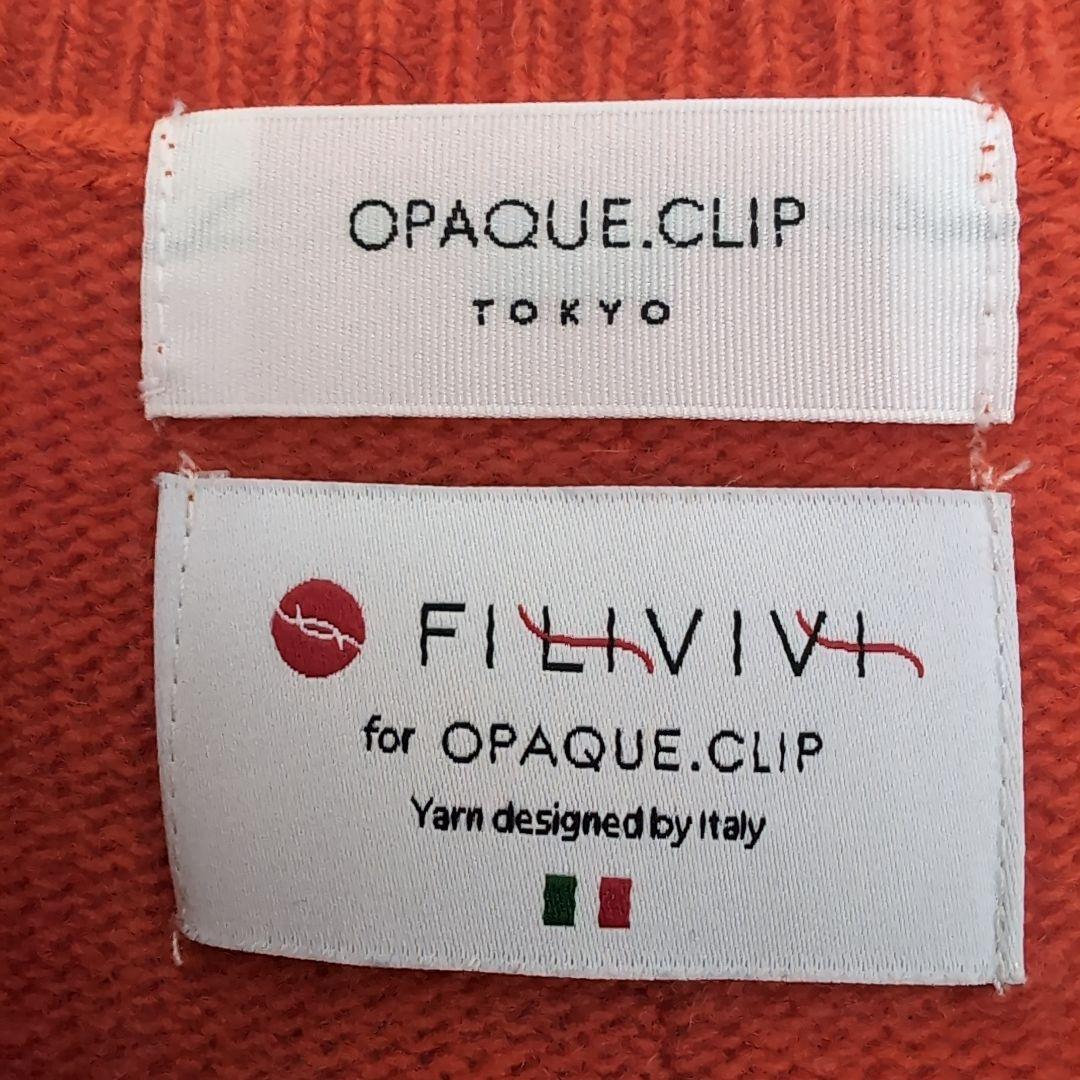 OPAQUE.CLIP
TOKYO
FILIVIVI
for OPAQUE.CLIP
Yarn designed by Italy